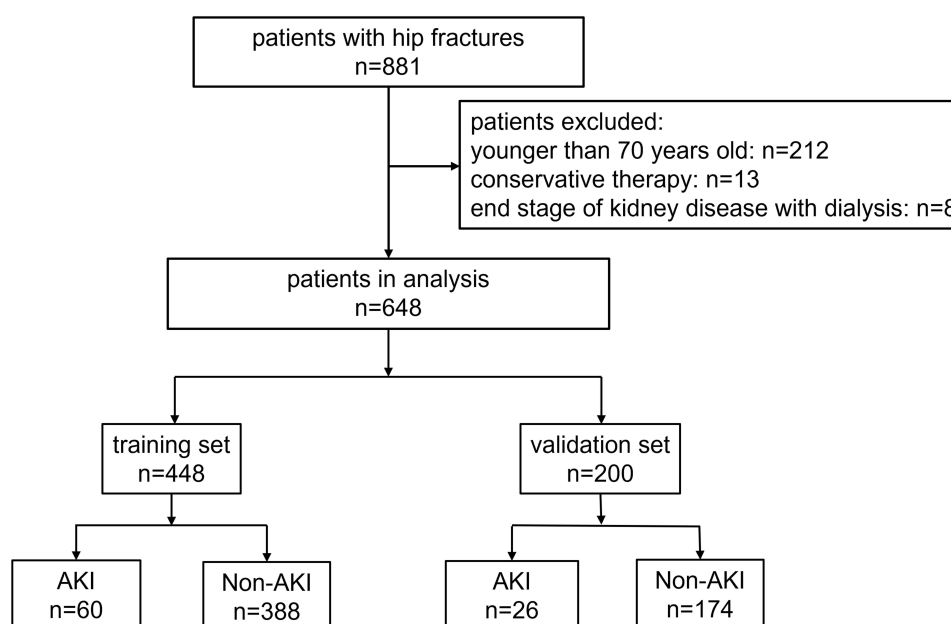 patients with hip fractures
n=881
patients excluded:
younger than 70 years old: n=212
conservative therapy: n=13
end stage of kidney disease with dialysis: n=8
patients in analysis
n=648
training set
n=448
validation set
n=200
AKI
n=60
Non-AKI
n=388
AKI
n=26
Non-AKI
n=174